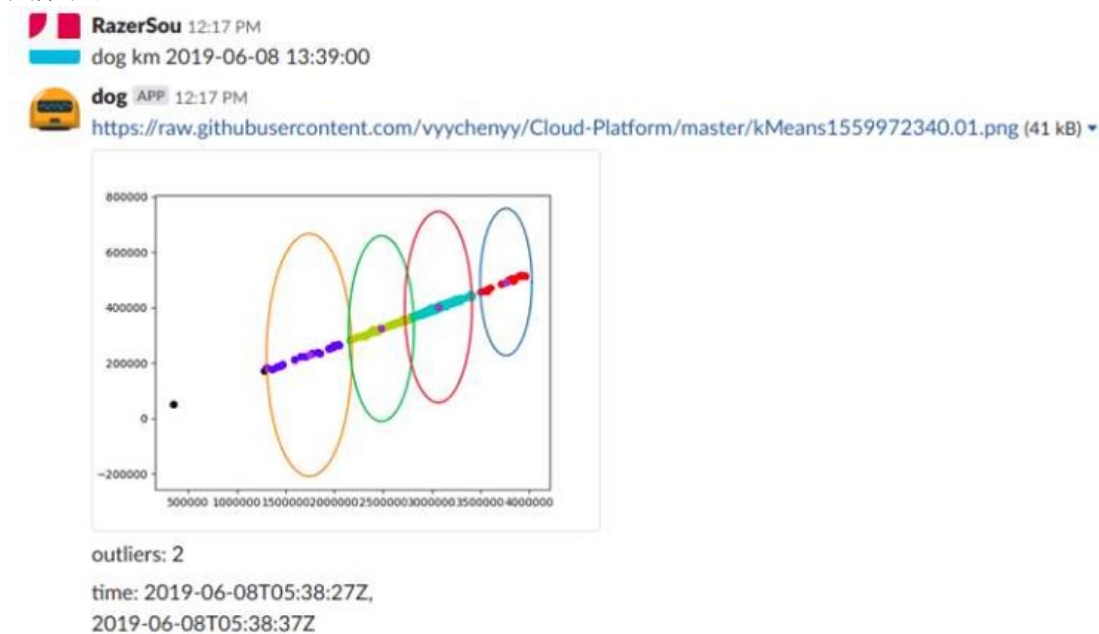 RazerSou 12:17 PM
dog km 2019-06-08 13:39:00
dog APP 12:17 PM
https://raw.githubusercontent.com/vyychenyy/Cloud-Platform/master/kMeans1559972340.01.png (41 kB)
800000
600000
400000
200000
0
−200000
500000 1000000 1500000 2000000 2500000 3000000 3500000 4000000
outliers: 2
time: 2019-06-08T05:38:27Z,
2019-06-08T05:38:37Z